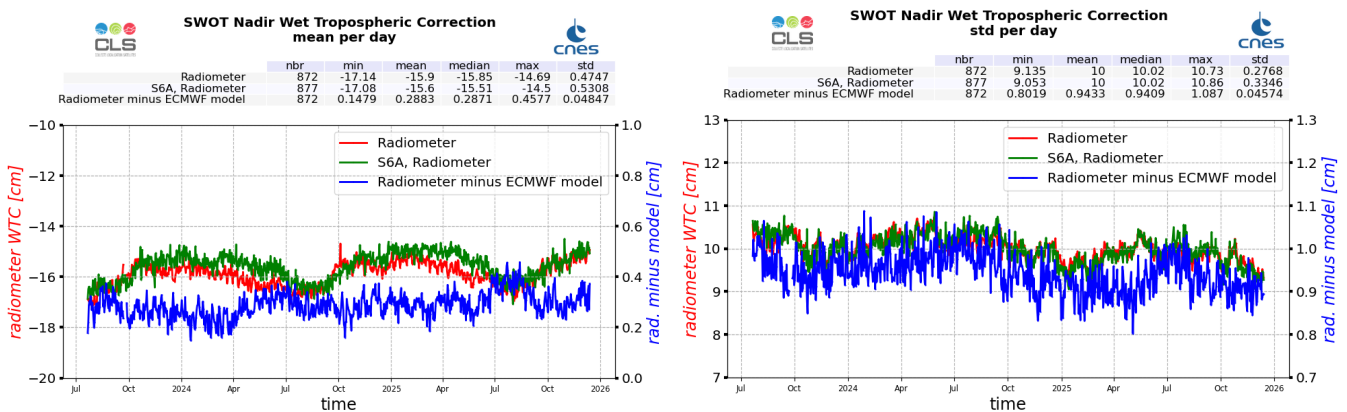 SWOT Nadir Wet Tropospheric Correction
mean per day
CLS
cnes
nbr min mean median max std
Radiometer 872 -17.14 -15.9 -15.85 -14.69 0.4747
S6A, Radiometer 877 -17.08 -15.6 -15.51 -14.5 0.5308
Radiometer minus ECMWF model 872 0.1479 0.2883 0.2871 0.4577 0.04847
−10
−12
−14
−16
−18
−20
radiometer WTC [cm]
Radiometer
S6A, Radiometer
Radiometer minus ECMWF model
1.0
0.8
0.6
0.4
0.2
0.0
rad. minus model [cm]
Jul Oct 2024 Apr Jul Oct 2025 Apr Jul Oct 2026
time
SWOT Nadir Wet Tropospheric Correction
std per day
CLS
cnes
nbr min mean median max std
Radiometer 872 9.135 10 10.02 10.73 0.2768
S6A, Radiometer 877 9.053 10 10.02 10.86 0.3346
Radiometer minus ECMWF model 872 0.8019 0.9433 0.9409 1.087 0.04574
13
12
11
10
9
8
7
radiometer WTC [cm]
Radiometer
S6A, Radiometer
Radiometer minus ECMWF model
1.3
1.2
1.1
1.0
0.9
0.8
0.7
rad. minus model [cm]
Jul Oct 2024 Apr Jul Oct 2025 Apr Jul Oct 2026
time